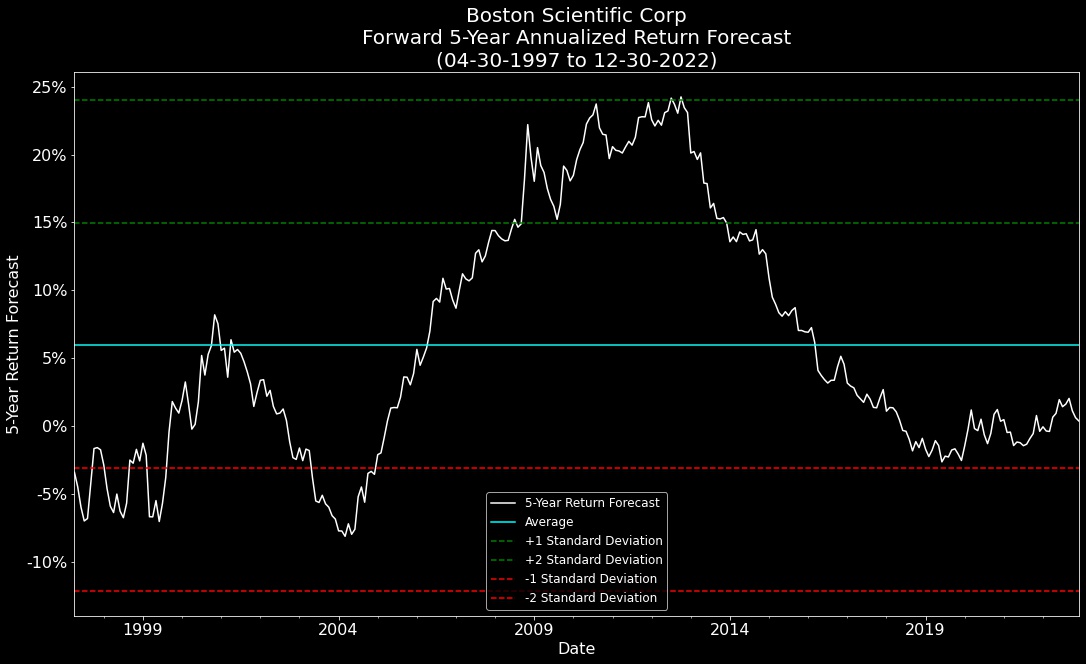 Boston Scientific Corp
Forward 5-Year Annualized Return Forecast
(04-30-1997 to 12-30-2022)
25%
20%
15%
10%
5%
0%
-5%
-10%
5-Year Return Forecast
5-Year Return Forecast
Average
+1 Standard Deviation
+2 Standard Deviation
-1 Standard Deviation
-2 Standard Deviation
1999
2004
2009
2014
2019
Date